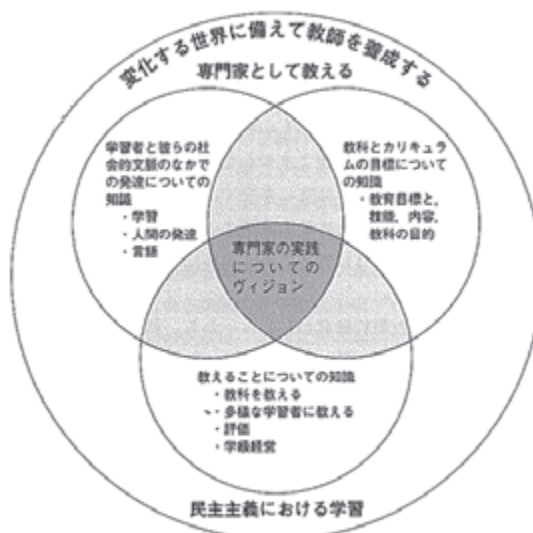 変化する世界に備えて教師を養成する
専門家として教える
学習者と彼らの社
会的文脈のなかで
の発達についての
知識
・学習
・人間の発達
・言語
教科とカリキュラ
ムの目標について
の知識
・教育目標と、
技能、内容、
教科の目的
専門家の実践
についての
ヴィジョン
教えることについての知識
・教科を教える
・多様な学習者に教える
・評価
・学級経営
民主主義における学習